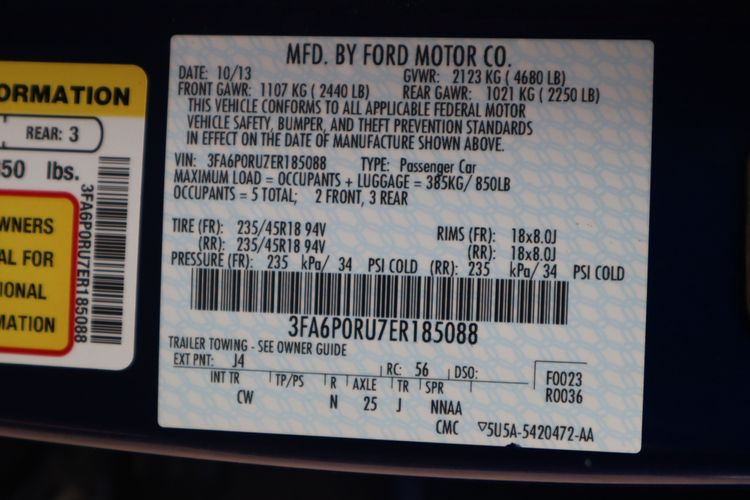 ORMATION
REAR: 3
50 lbs.
WNERS
AL FOR
IONAL
MATION
3FA6P0RU7ER185088
MFD. BY FORD MOTOR CO.
DATE: 10/13 GVWR: 2123 KG ( 4680 LB)
FRONT GAWR: 1107 KG ( 2440 LB) REAR GAWR: 1021 KG ( 2250 LB)
THIS VEHICLE CONFORMS TO ALL APPLICABLE FEDERAL MOTOR
VEHICLE SAFETY, BUMPER, AND THEFT PREVENTION STANDARDS
IN EFFECT ON THE DATE OF MANUFACTURE SHOWN ABOVE.
VIN: 3FA6P0RU7ER185088 TYPE: Passenger Car
MAXIMUM LOAD = OCCUPANTS + LUGGAGE = 385KG/ 850LB
OCCUPANTS = 5 TOTAL; 2 FRONT, 3 REAR
TIRE (FR): 235/45R18 94V RIMS (FR): 18x8.0J
(RR): 235/45R18 94V (RR): 18x8.0J
PRESSURE (FR): 235 kPa/ 34 PSI COLD (RR): 235 kPa/ 34 PSI COLD
3FA6P0RU7ER185088
TRAILER TOWING - SEE OWNER GUIDE
EXT PNT: J4 RC: 56 DSO: F0023
INT TR TP/PS R AXLE TR SPR R0036
CW N 25 J NNAA
CMC ▽5U5A-5420472-AA